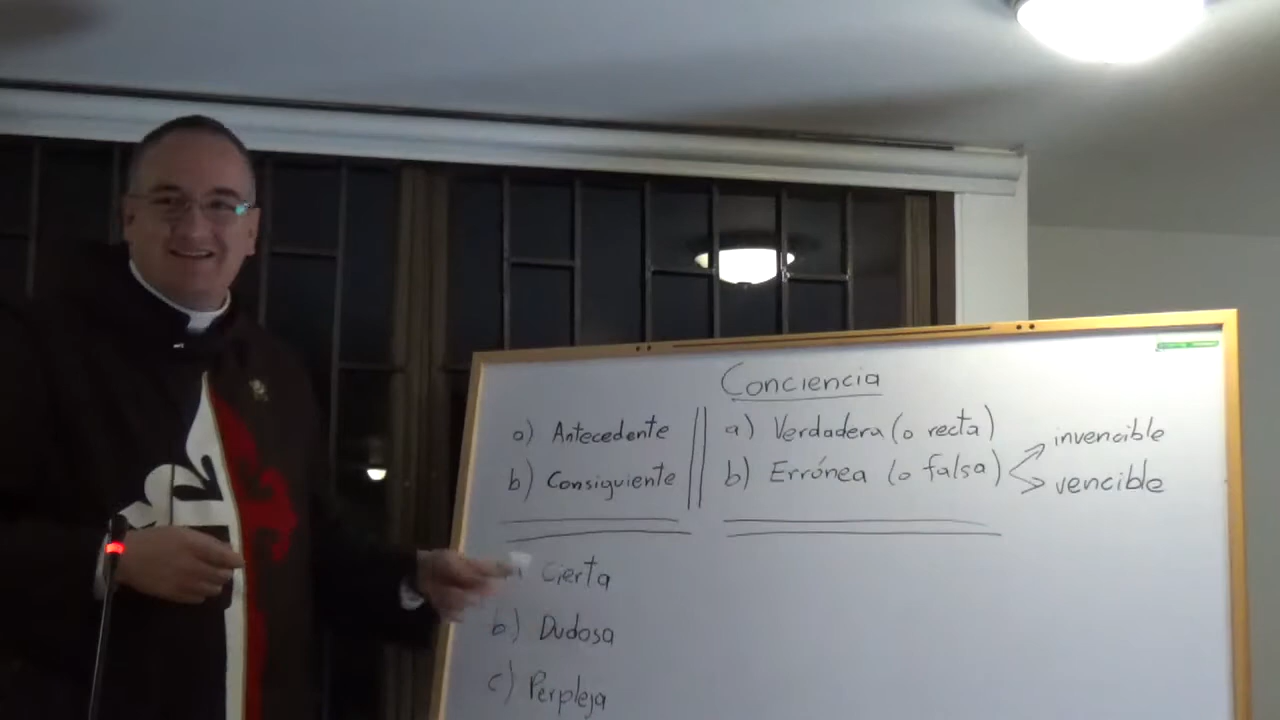 Conciencia
a) Antecedente
b) Consiguiente
a) Verdadera (o recta)
b) Errónea (o falsa)
invencible
vencible
Cierta
b) Dudosa
c) Perpleja